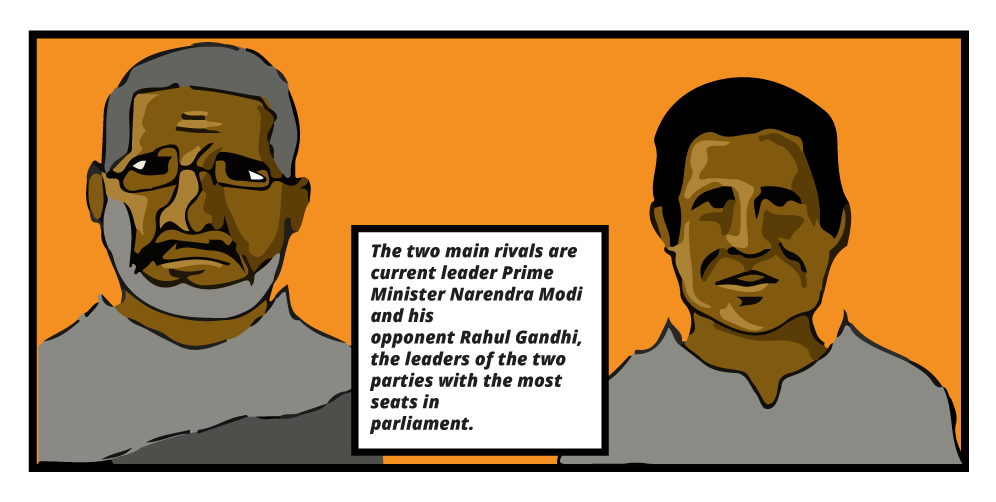 The two main rivals are
current leader Prime
Minister Narendra Modi
and his
opponent Rahul Gandhi,
the leaders of the two
parties with the most
seats in
parliament.